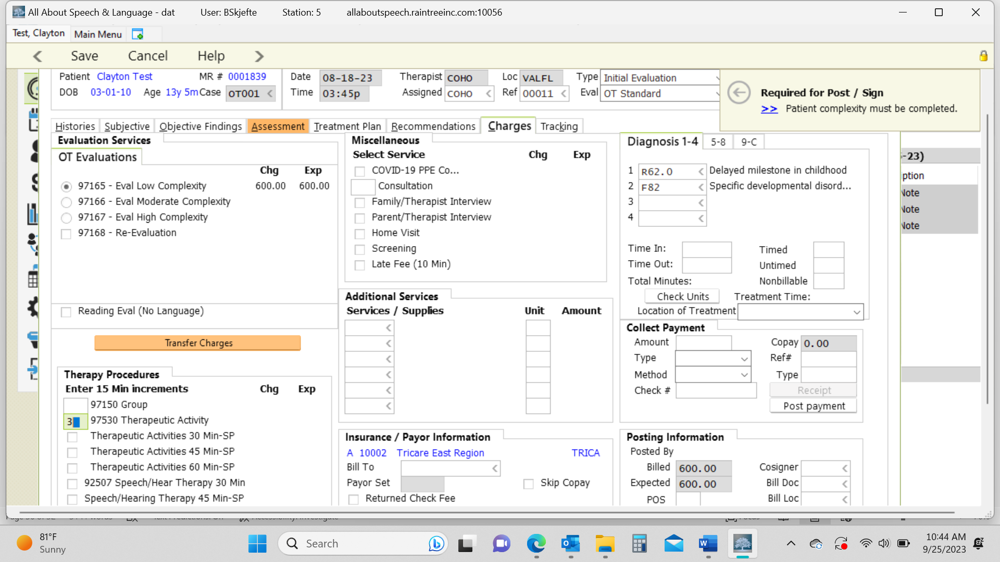 All About Speech & Language - dat User: BSkjefte Station: 5 allaboutspeech.raintreeinc.com:10056
Test, Clayton Main Menu
Save Cancel Help
Patient Clayton Test MR # 0001839 Date 08-18-23 Therapist COHO Loc VALFL Type Initial Evaluation
DOB 03-01-10 Age 13y 5m Case OT001 Time 03:45p Assigned COHO Ref 00011 Eval OT Standard
Required for Post / Sign
>> Patient complexity must be completed.
Histories Subjective Objective Findings Assessment Treatment Plan Recommendations Charges Tracking
Evaluation Services
OT Evaluations
Chg Exp
97165 - Eval Low Complexity 600.00 600.00
97166 - Eval Moderate Complexity
97167 - Eval High Complexity
97168 - Re-Evaluation
Reading Eval (No Language)
Transfer Charges
Therapy Procedures
Enter 15 Min increments Chg Exp
97150 Group
3 97530 Therapeutic Activity
Therapeutic Activities 30 Min-SP
Therapeutic Activities 45 Min-SP
Therapeutic Activities 60 Min-SP
92507 Speech/Hear Therapy 30 Min
Speech/Hearing Therapy 45 Min-SP
Miscellaneous
Select Service Chg Exp
COVID-19 PPE Co...
Consultation
Family/Therapist Interview
Parent/Therapist Interview
Home Visit
Screening
Late Fee (10 Min)
Additional Services
Services / Supplies Unit Amount
Insurance / Payor Information
A 10002 Tricare East Region TRICA
Bill To
Payor Set Skip Copay
Returned Check Fee
Diagnosis 1-4 5-8 9-C
1 R62.0 Delayed milestone in childhood
2 F82 Specific developmental disord...
3
4
Time In: Timed
Time Out: Untimed
Total Minutes: Nonbillable
Check Units Treatment Time:
Location of Treatment
Collect Payment
Amount Copay 0.00
Type Ref#
Method Type
Check # Receipt
Post payment
Posting Information
Posted By
Billed 600.00 Cosigner
Expected 600.00 Bill Doc
POS Bill Loc
-23)
ption
Note
Note
Note
81°F
Sunny
Search
10:44 AM
9/25/2023